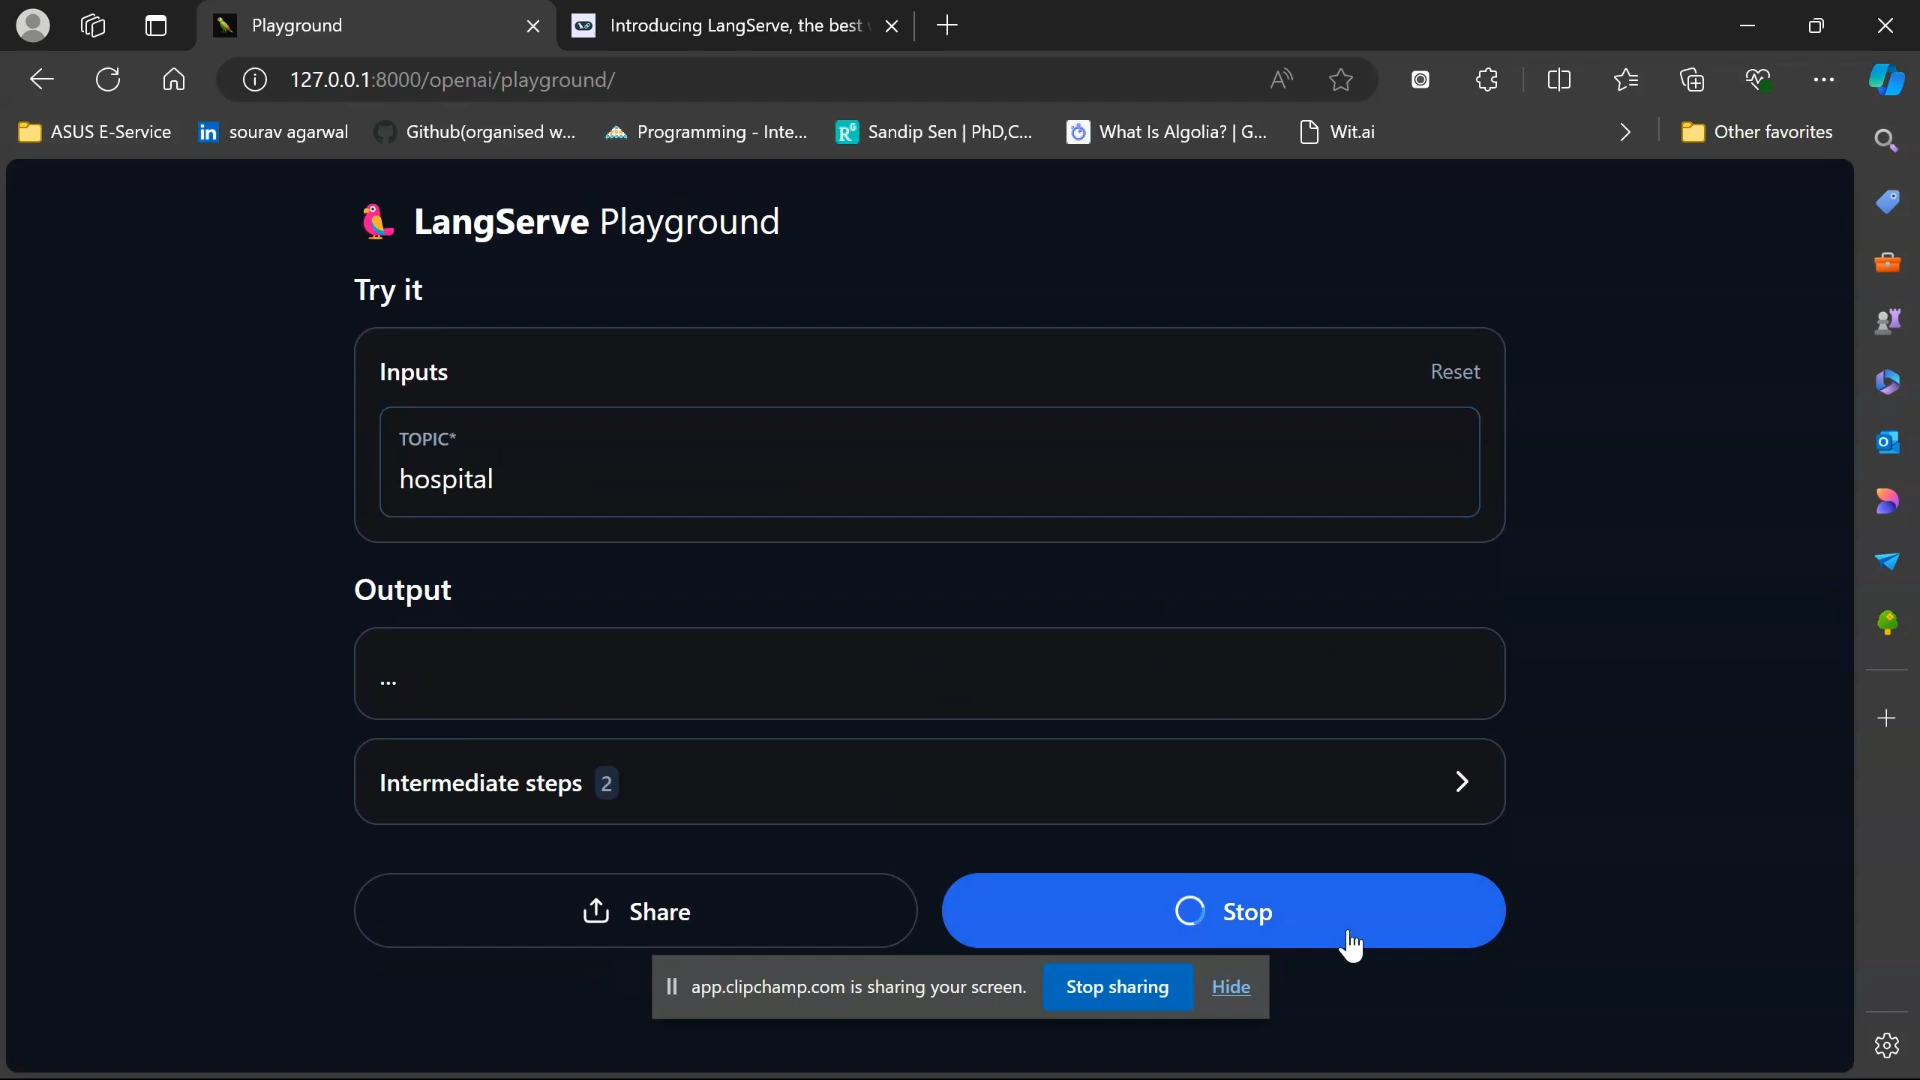 Playground
Introducing LangServe, the best
127.0.0.1:8000/openai/playground/
ASUS E-Service
sourav agarwal
Github(organised w...
Programming - Inte...
Sandip Sen | PhD,C...
What Is Algolia? | G...
Wit.ai
Other favorites
LangServe Playground
Try it
Inputs
Reset
TOPIC*
hospital
Output
...
Intermediate steps 2
Share
Stop
app.clipchamp.com is sharing your screen.
Stop sharing
Hide